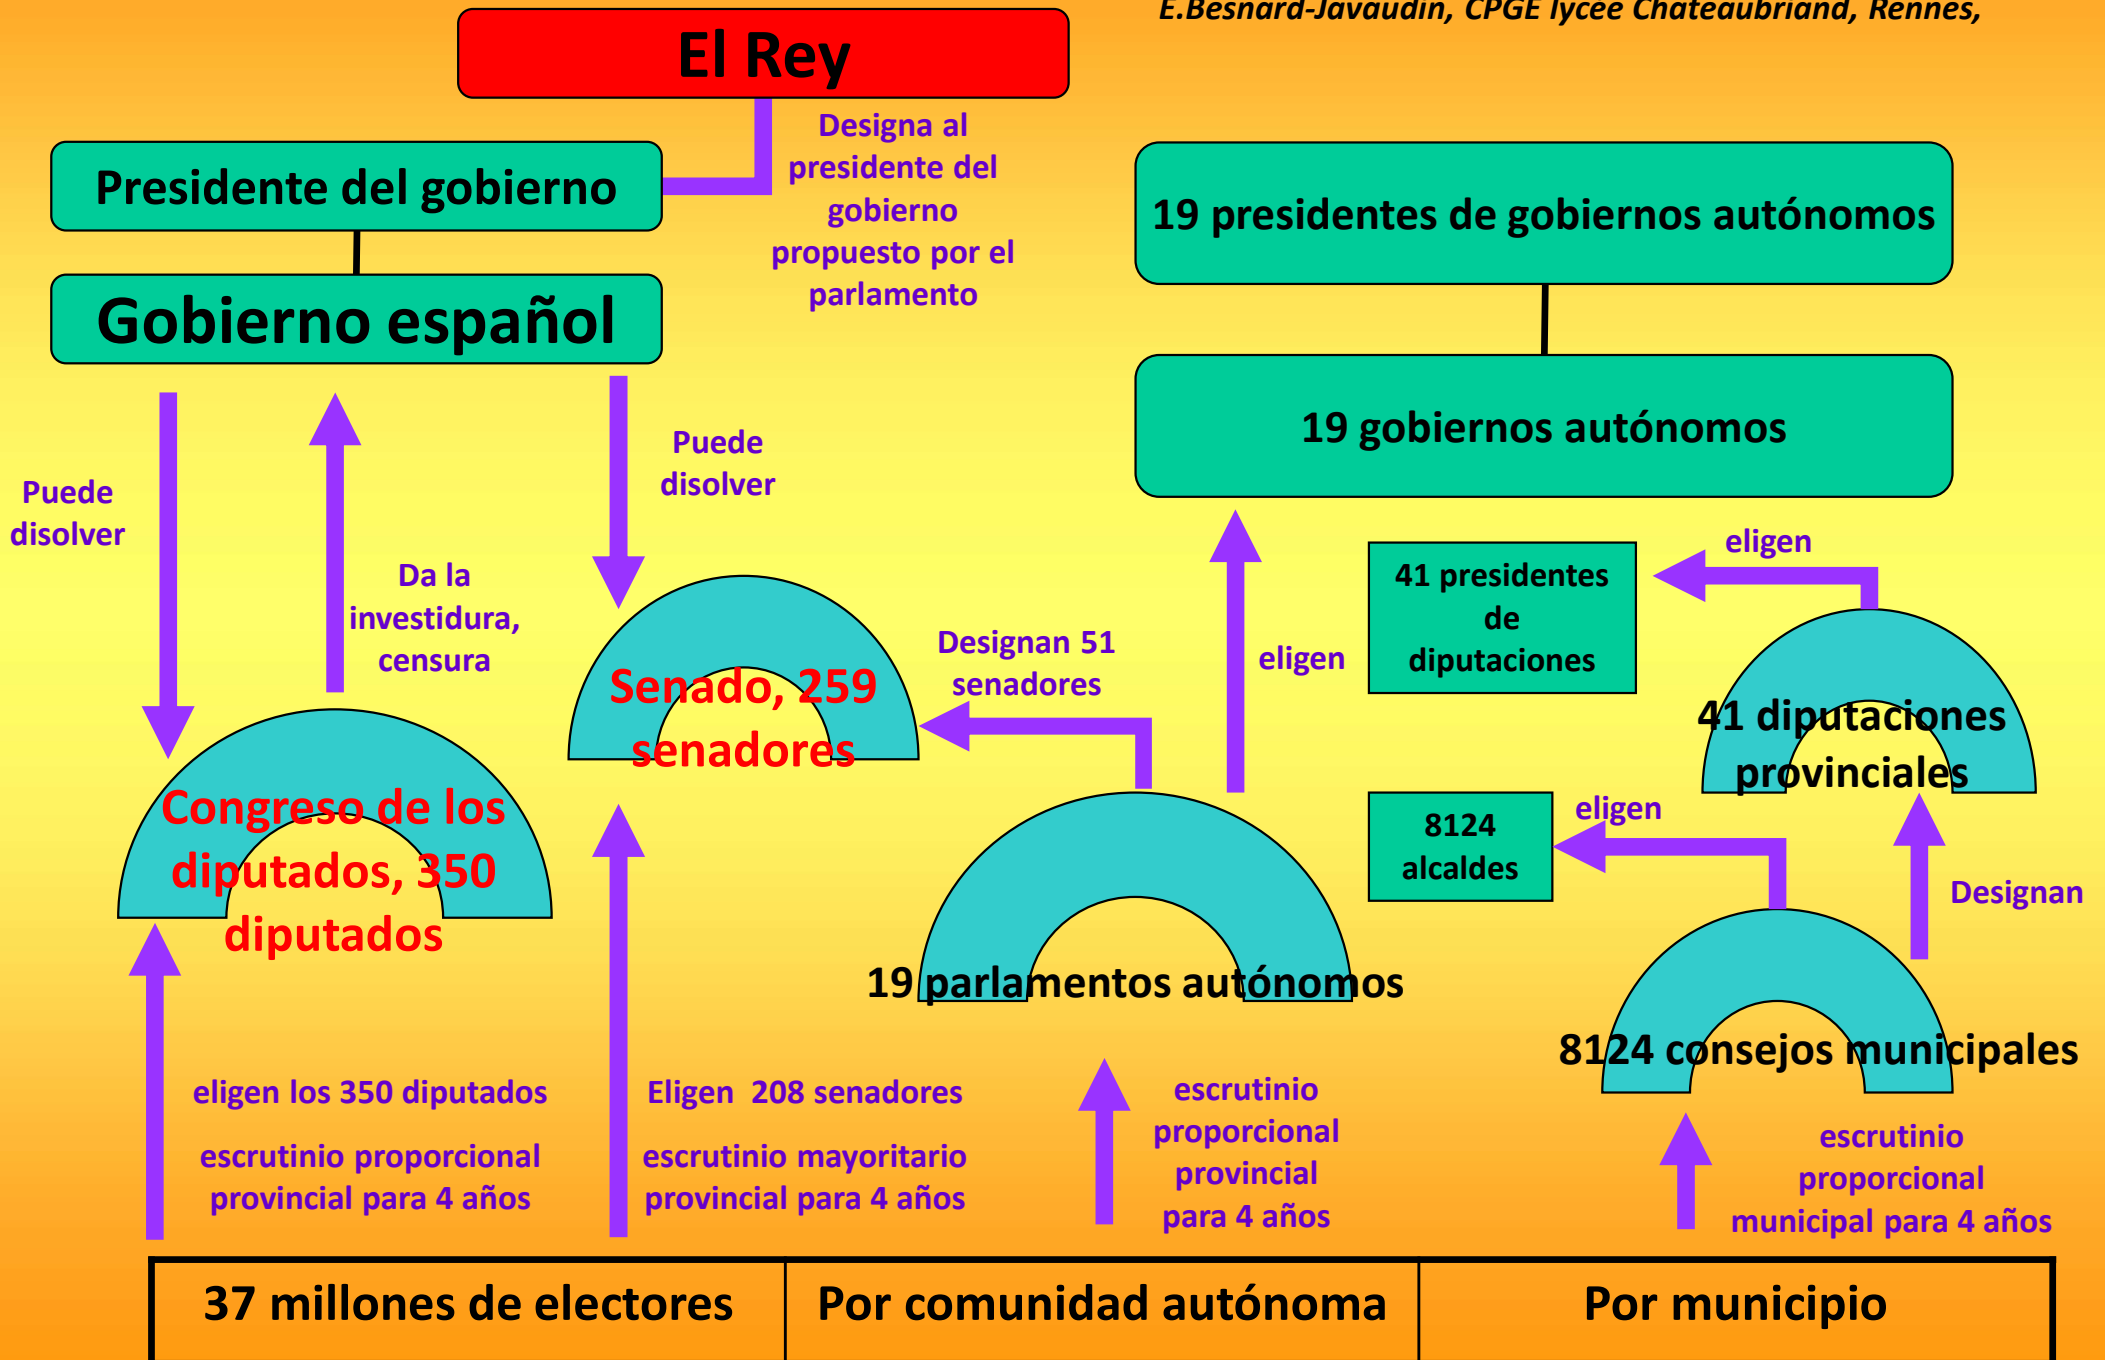 E.Besnard-Javaudin, CPGE lycée Chateaubriand, Rennes,
El Rey
Designa al
presidente del
gobierno
propuesto por el
parlamento
Presidente del gobierno
Gobierno español
19 presidentes de gobiernos autónomos
19 gobiernos autónomos
Puede
disolver
Da la
investidura,
censura
Puede
disolver
Senado, 259
senadores
Designan 51
senadores
eligen
41 presidentes
de
diputaciones
eligen
41 diputaciones
provinciales
Congreso de los
diputados, 350
diputados
8124
alcaldes
eligen
Designan
19 parlamentos autónomos
8124 consejos municipales
eligen los 350 diputados
escrutinio proporcional
provincial para 4 años
Eligen 208 senadores
escrutinio mayoritario
provincial para 4 años
escrutinio
proporcional
provincial
para 4 años
escrutinio
proporcional
municipal para 4 años
37 millones de electores
Por comunidad autónoma
Por municipio